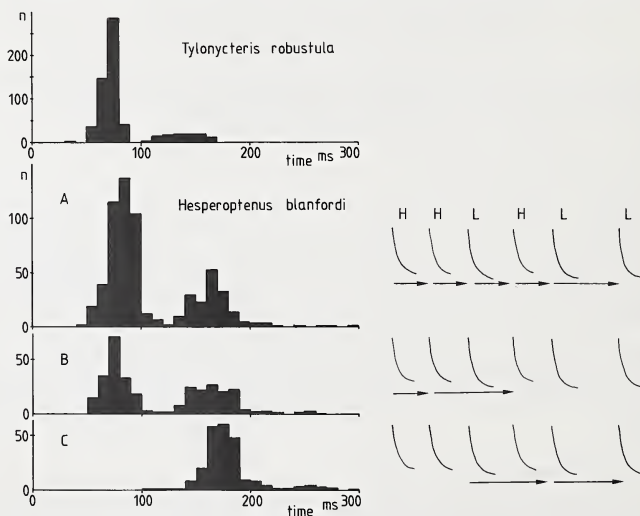 n
200
100
0
Tylonycteris robustula
0 100 200 300
time ms
n
A
Hesperoptenus blanfordi
100
50
0
B
50
0
C
50
0
0 100 200 300
time ms
H H L H L L